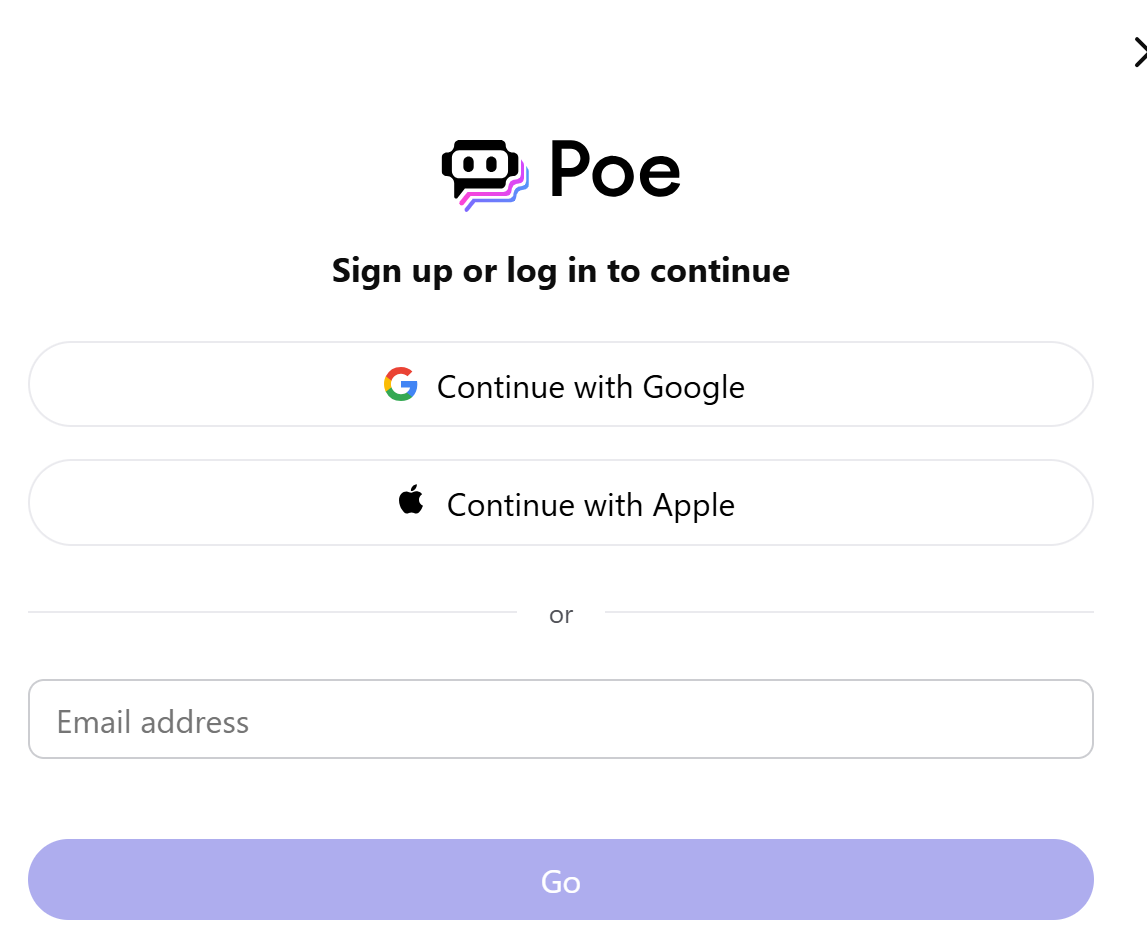 Poe
Sign up or log in to continue
Continue with Google
Continue with Apple
or
Email address
Go